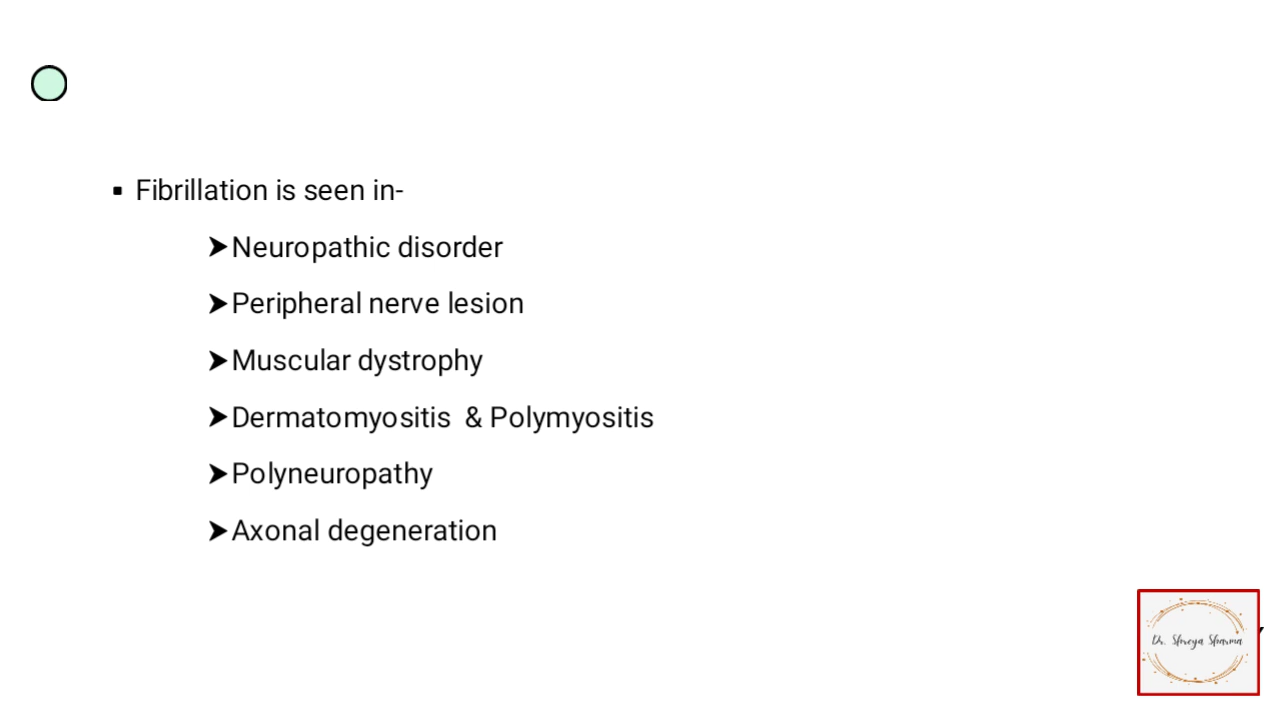 ▪ Fibrillation is seen in-
➤Neuropathic disorder
➤Peripheral nerve lesion
➤Muscular dystrophy
➤Dermatomyositis & Polymyositis
➤Polyneuropathy
➤Axonal degeneration
Dr. Shreya Sharma